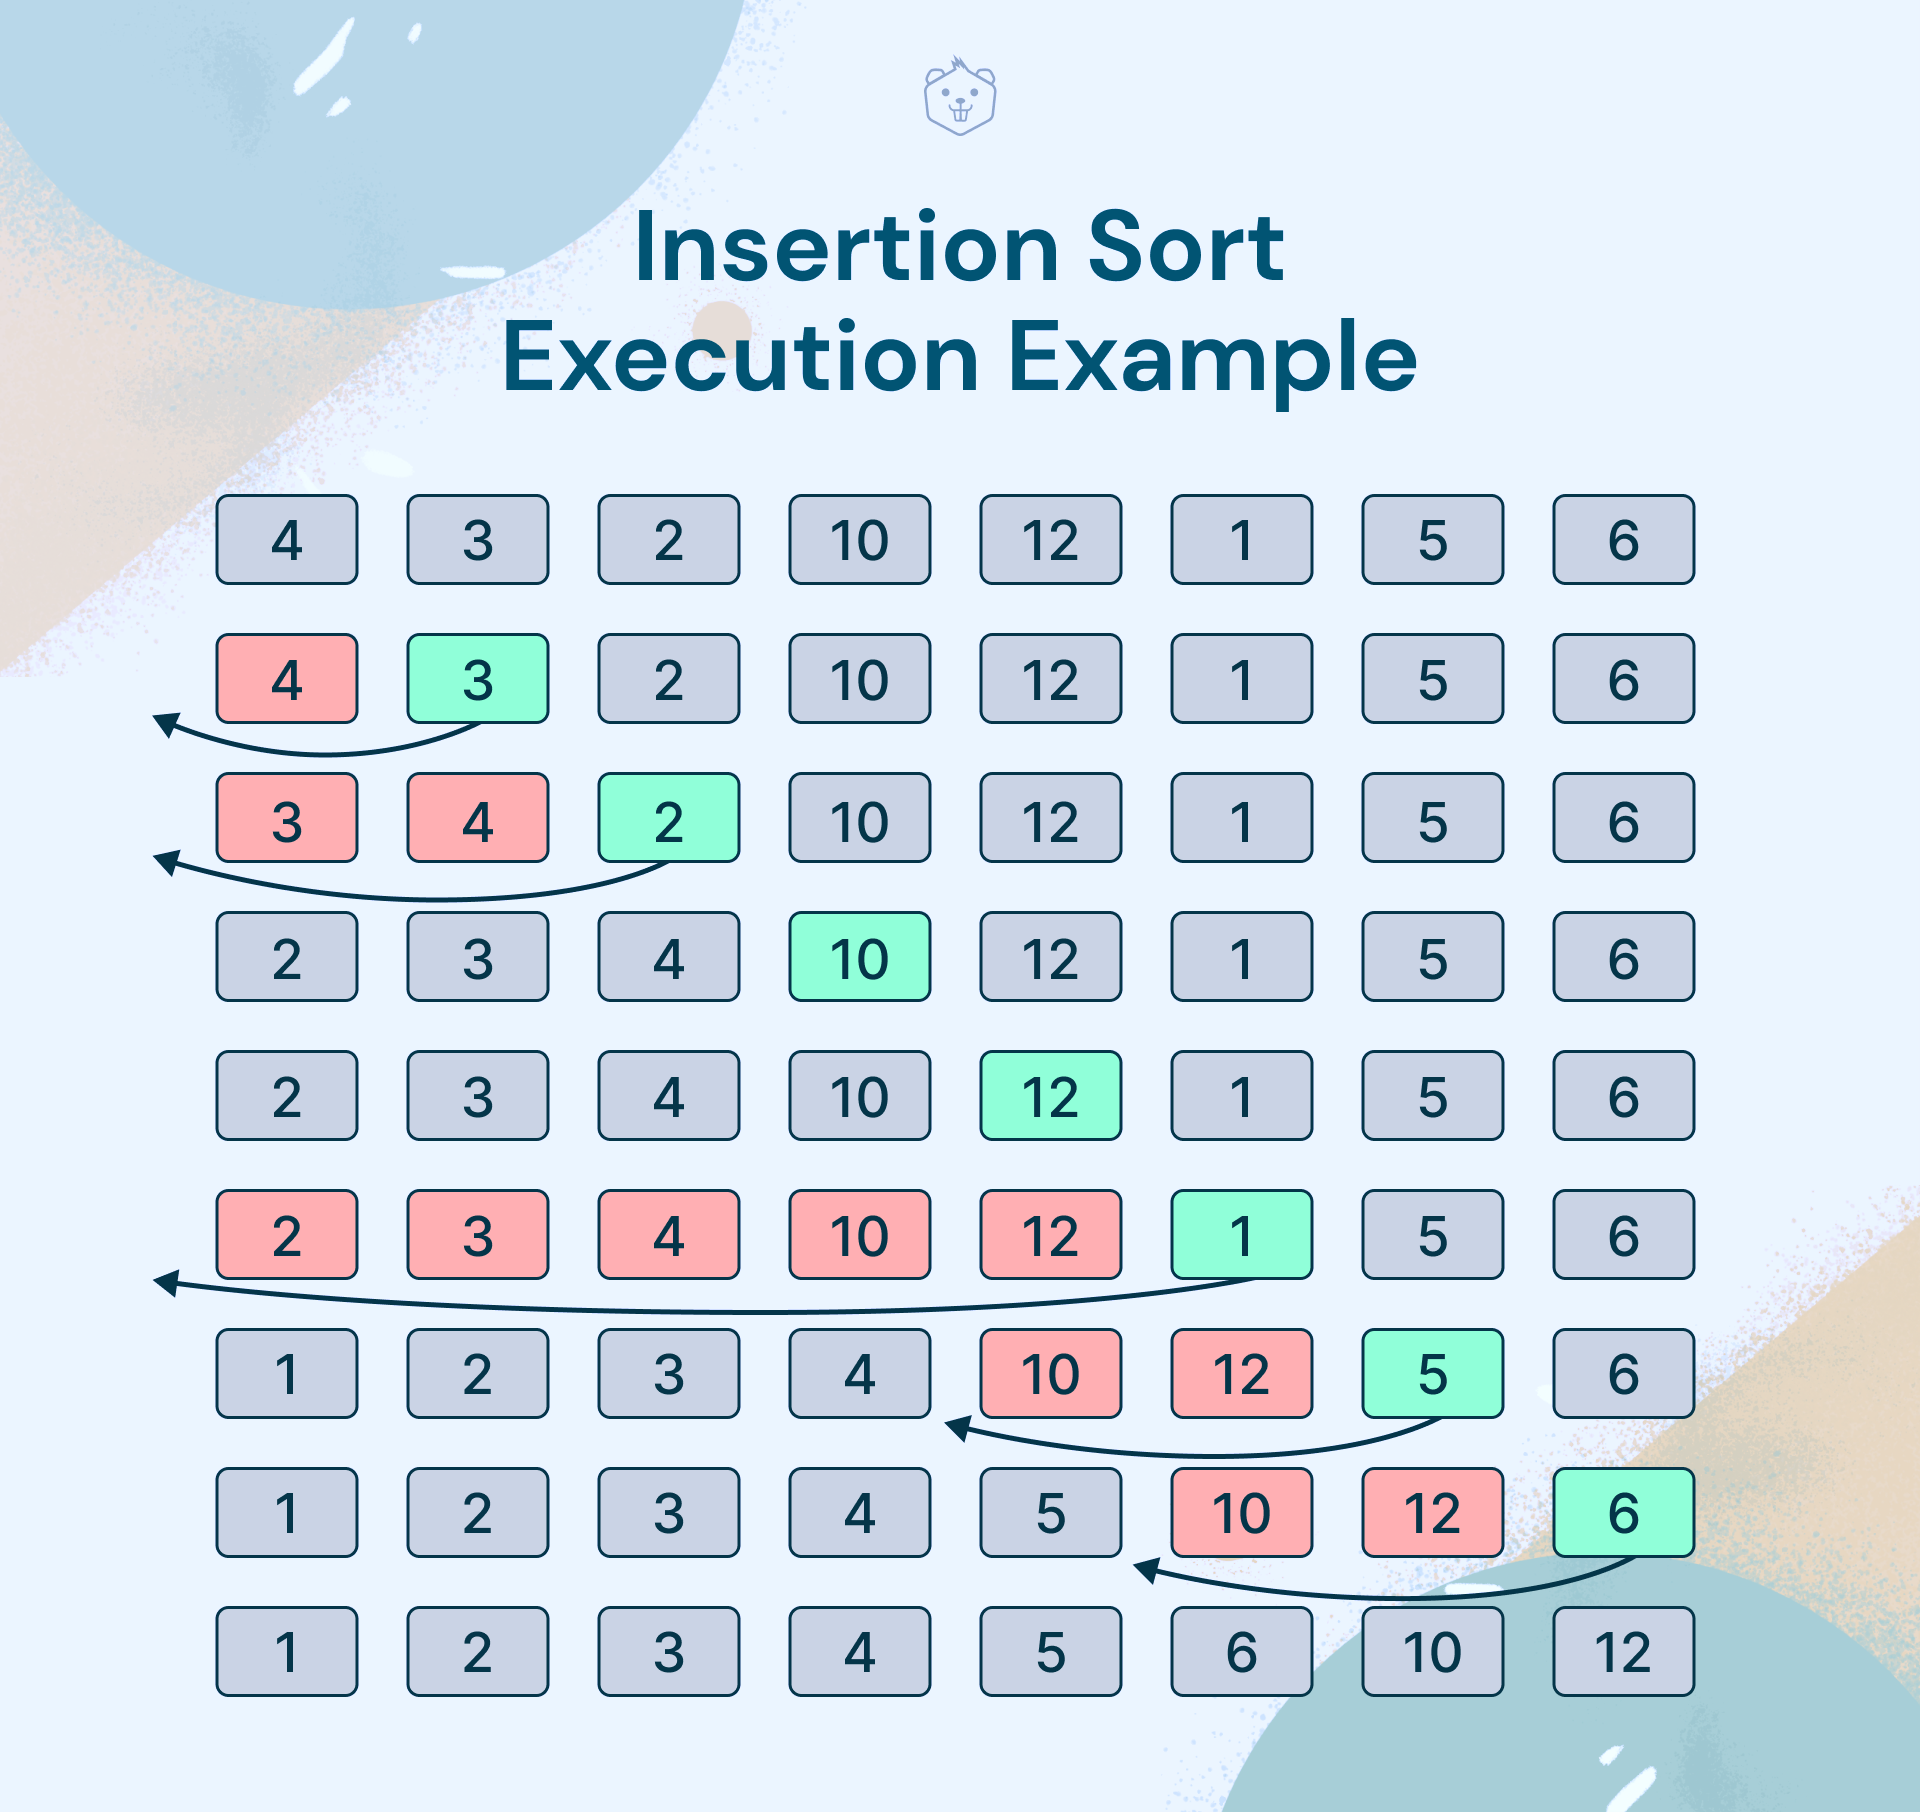 Insertion Sort
Execution Example
4 3 2 10 12 1 5 6
4 3 2 10 12 1 5 6
3 4 2 10 12 1 5 6
2 3 4 10 12 1 5 6
2 3 4 10 12 1 5 6
2 3 4 10 12 1 5 6
1 2 3 4 10 12 5 6
1 2 3 4 5 10 12 6
1 2 3 4 5 6 10 12